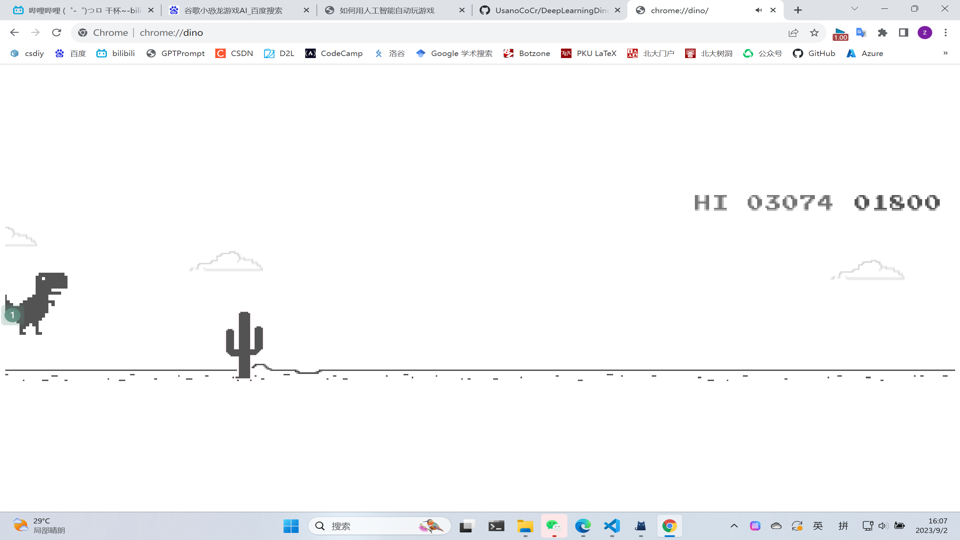 哔哩哔哩 (゜-゜)つロ 干杯~-bili
谷歌小恐龙游戏AI_百度搜索
如何用人工智能自动玩游戏
UsanoCoCr/DeepLearningDin
chrome://dino/
Chrome | chrome://dino
1.00
z
csdiy
百度
bilibili
GPTPrompt
CSDN
D2L
CodeCamp
洛谷
Google 学术搜索
Botzone
PKU LaTeX
北大门户
北大树洞
公众号
GitHub
Azure
»
HI 03074 01800
1
29°C
局部晴朗
搜索
英
拼
16:07
2023/9/2